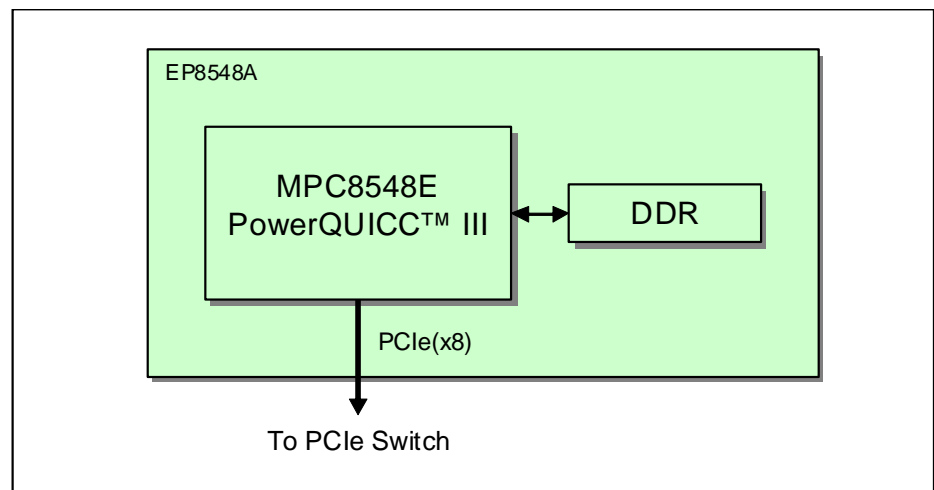 EP8548A
MPC8548E
PowerQUICC™ III
DDR
PCIe(x8)
To PCIe Switch